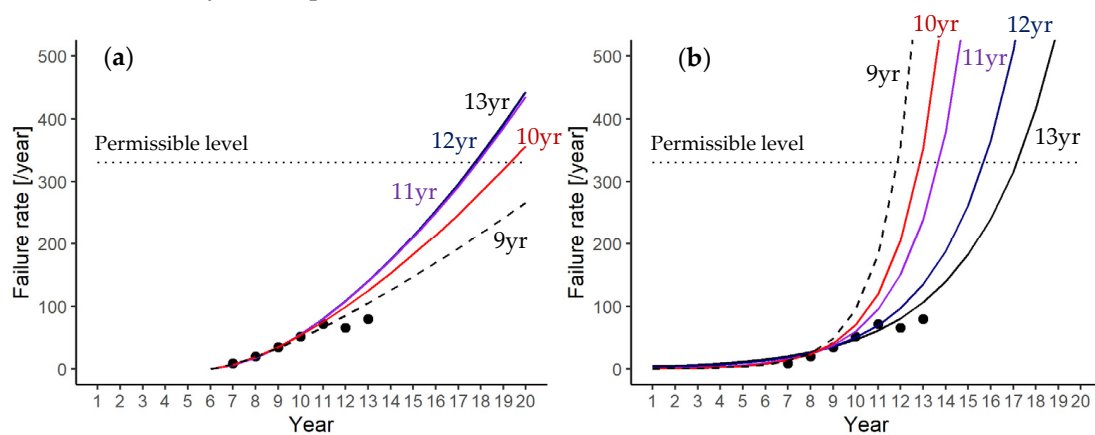 (a)
500
400
300
200
100
0
Failure rate [/year]
Permissible level
13yr
12yr
10yr
11yr
9yr
1 2 3 4 5 6 7 8 9 10 11 12 13 14 15 16 17 18 19 20
Year
(b)
500
400
300
200
100
0
Failure rate [/year]
Permissible level
10yr
12yr
11yr
9yr
13yr
1 2 3 4 5 6 7 8 9 10 11 12 13 14 15 16 17 18 19 20
Year